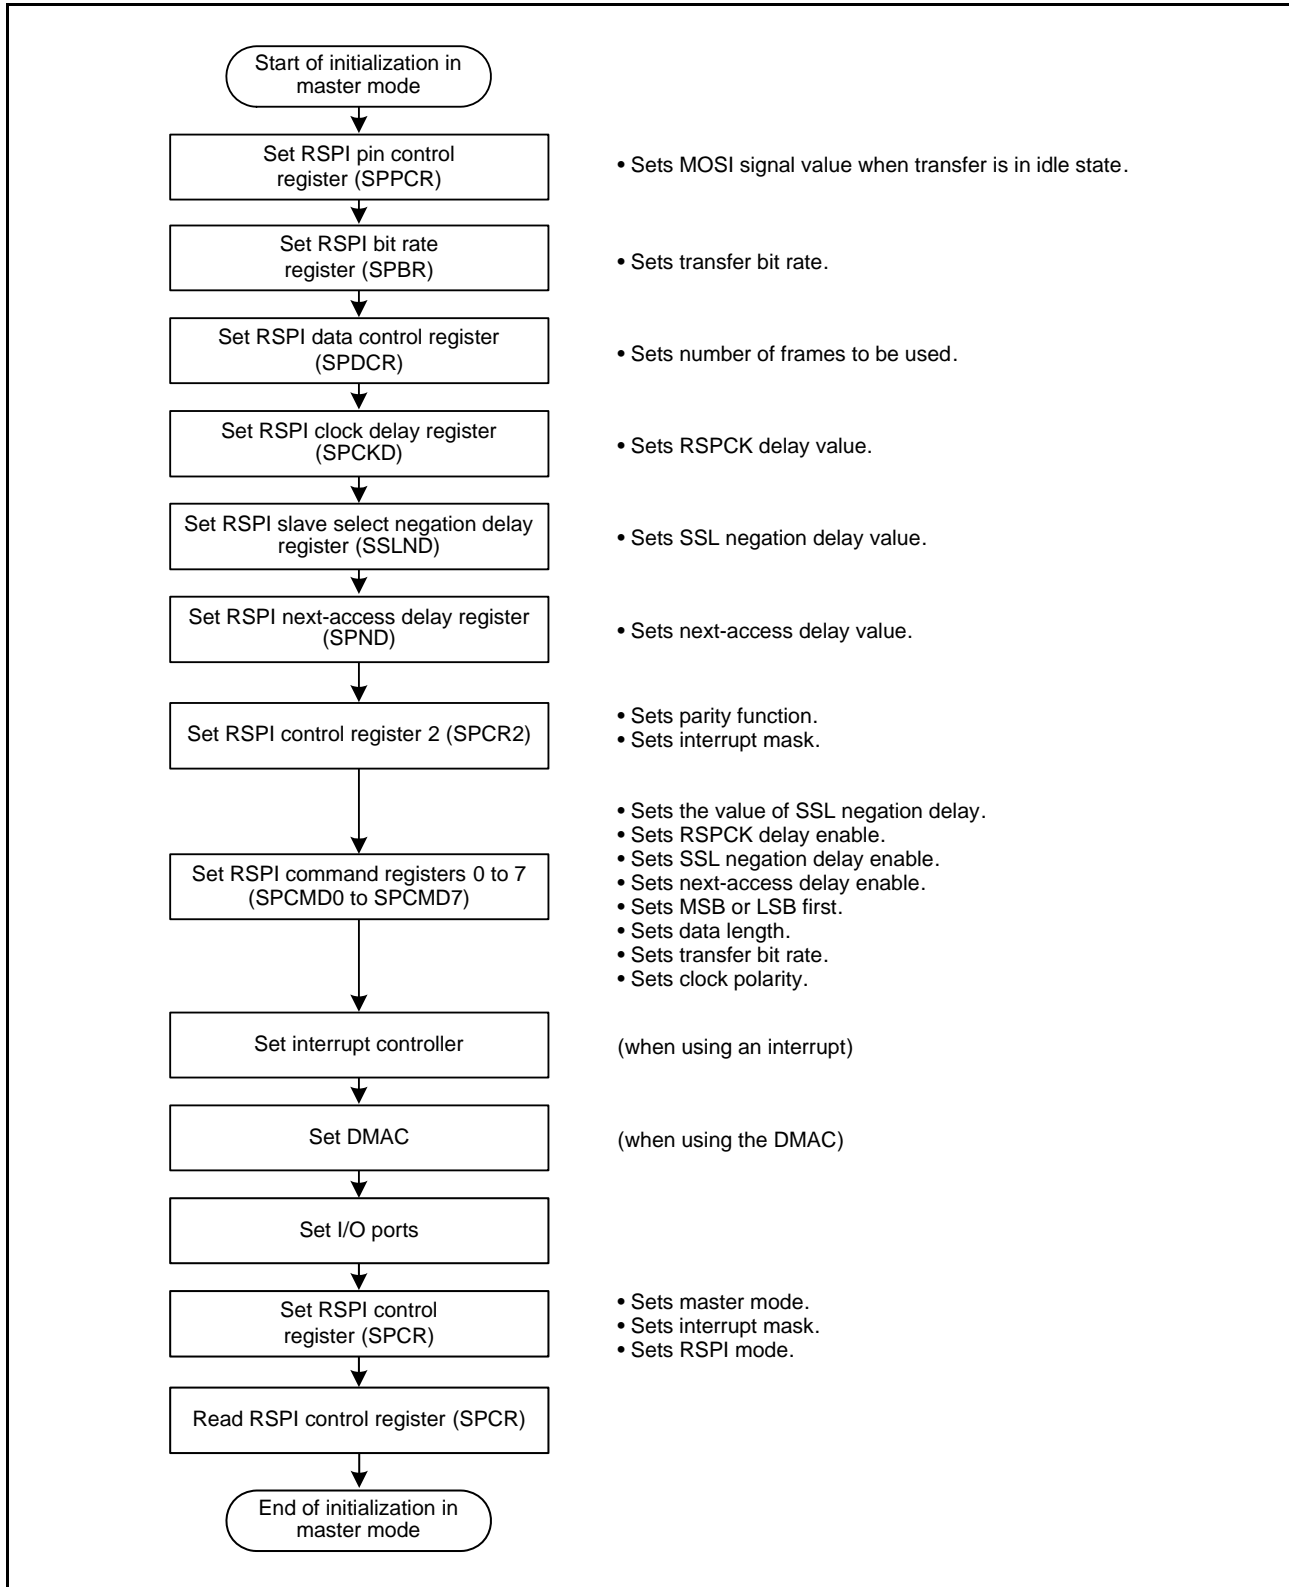 Start of initialization in
master mode
Set RSPI pin control
register (SPPCR)
• Sets MOSI signal value when transfer is in idle state.
Set RSPI bit rate
register (SPBR)
• Sets transfer bit rate.
Set RSPI data control register
(SPDCR)
• Sets number of frames to be used.
Set RSPI clock delay register
(SPCKD)
• Sets RSPCK delay value.
Set RSPI slave select negation delay
register (SSLND)
• Sets SSL negation delay value.
Set RSPI next-access delay register
(SPND)
• Sets next-access delay value.
Set RSPI control register 2 (SPCR2)
• Sets parity function.
• Sets interrupt mask.
Set RSPI command registers 0 to 7
(SPCMD0 to SPCMD7)
• Sets the value of SSL negation delay.
• Sets RSPCK delay enable.
• Sets SSL negation delay enable.
• Sets next-access delay enable.
• Sets MSB or LSB first.
• Sets data length.
• Sets transfer bit rate.
• Sets clock polarity.
Set interrupt controller
(when using an interrupt)
Set DMAC
(when using the DMAC)
Set I/O ports
Set RSPI control
register (SPCR)
• Sets master mode.
• Sets interrupt mask.
• Sets RSPI mode.
Read RSPI control register (SPCR)
End of initialization in
master mode